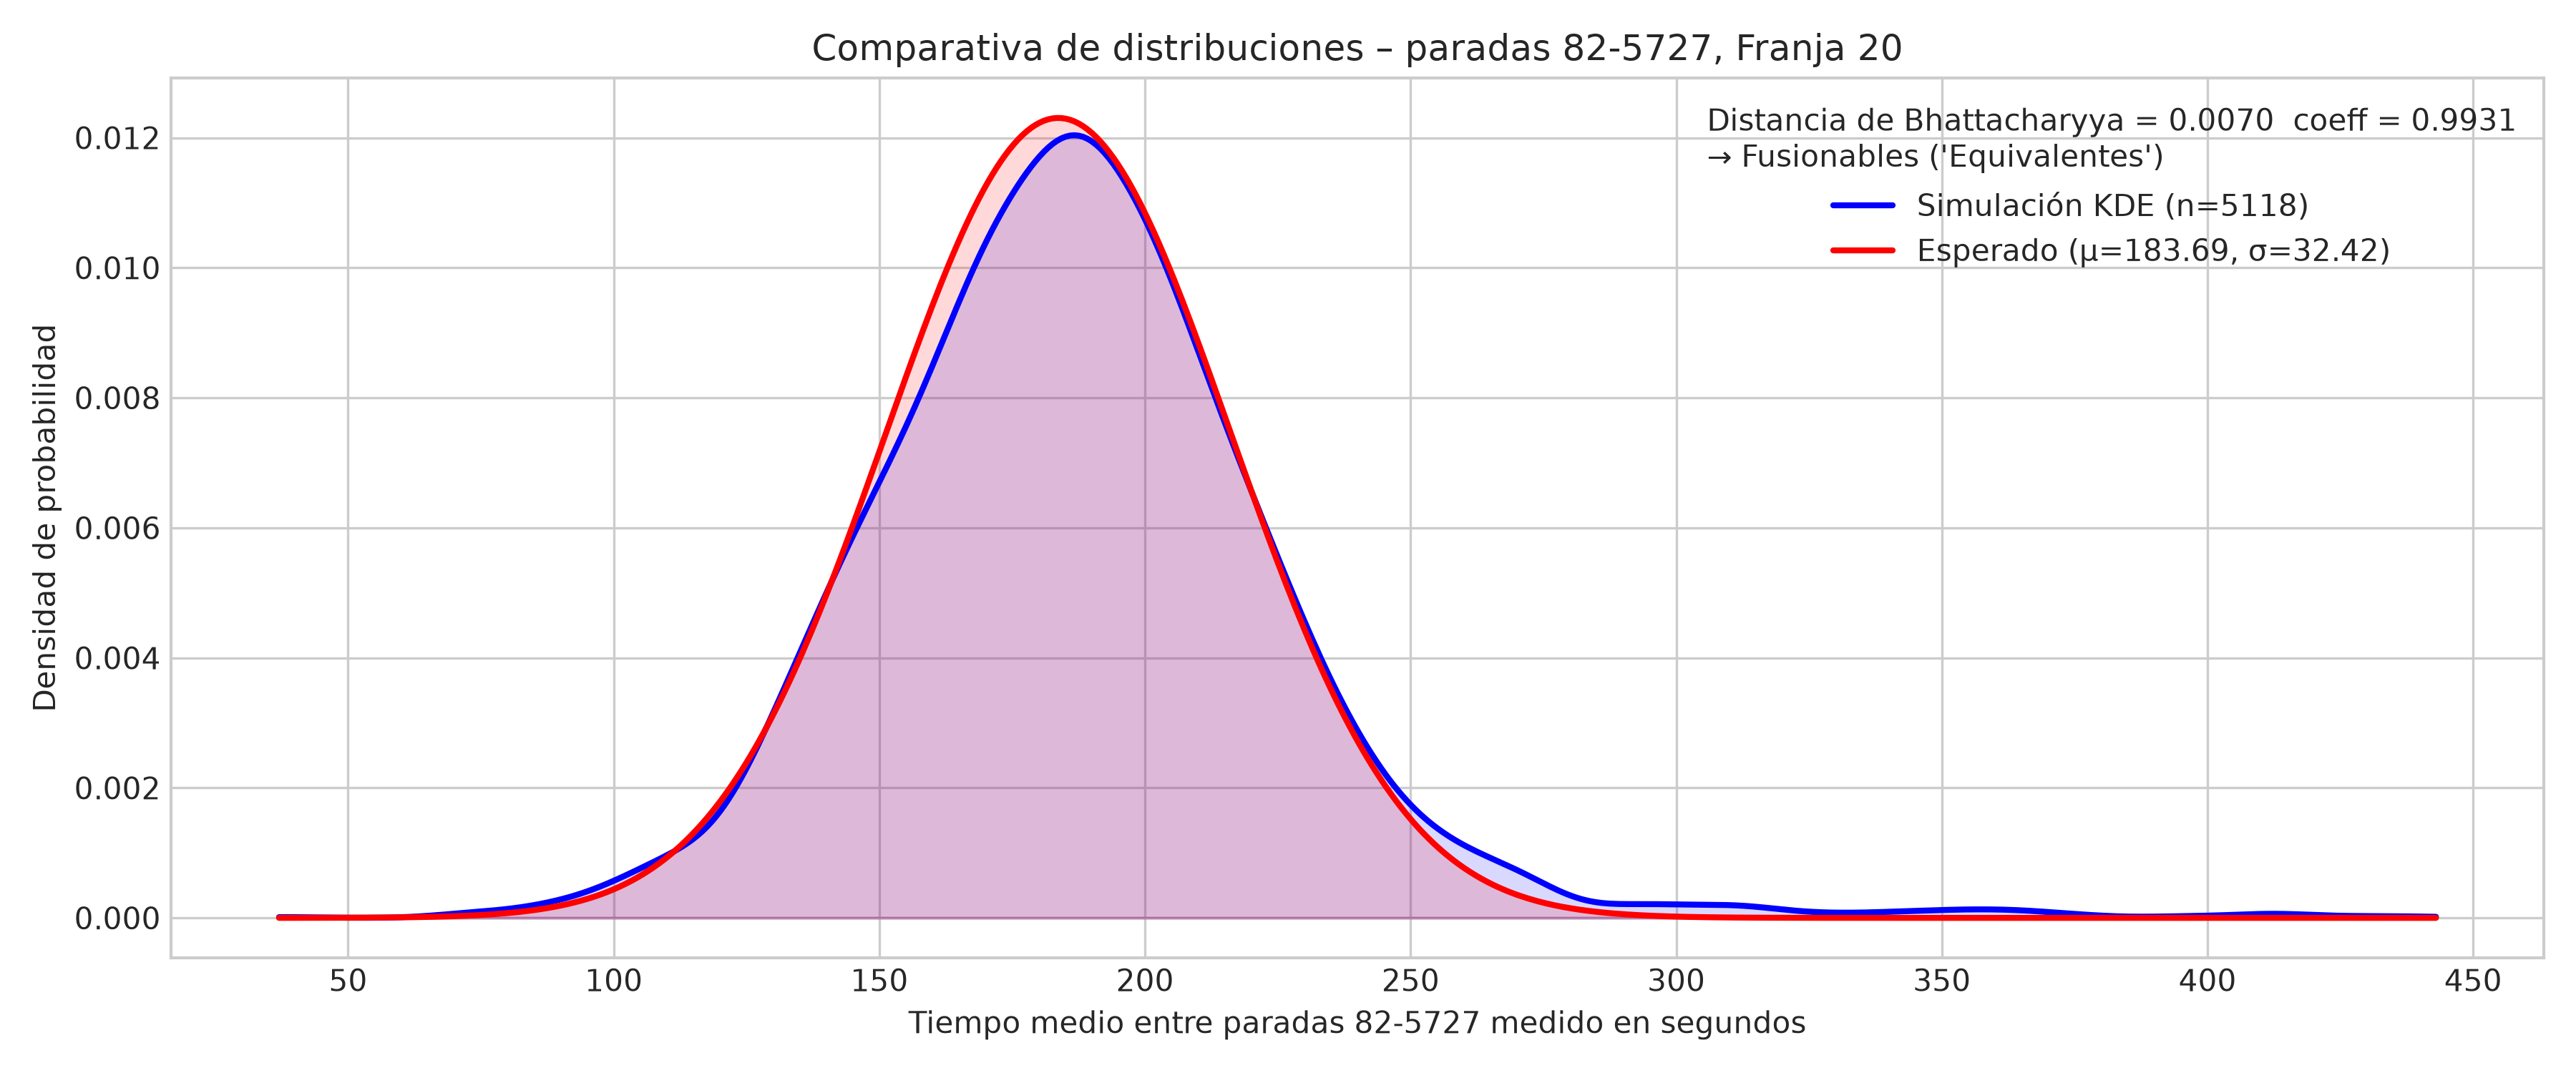 Comparativa de distribuciones – paradas 82-5727, Franja 20
Distancia de Bhattacharyya = 0.0070  coeff = 0.9931
→ Fusionables ('Equivalentes')
Simulación KDE (n=5118)
Esperado (μ=183.69, σ=32.42)
Densidad de probabilidad
0.012
0.010
0.008
0.006
0.004
0.002
0.000
50 100 150 200 250 300 350 400 450
Tiempo medio entre paradas 82-5727 medido en segundos